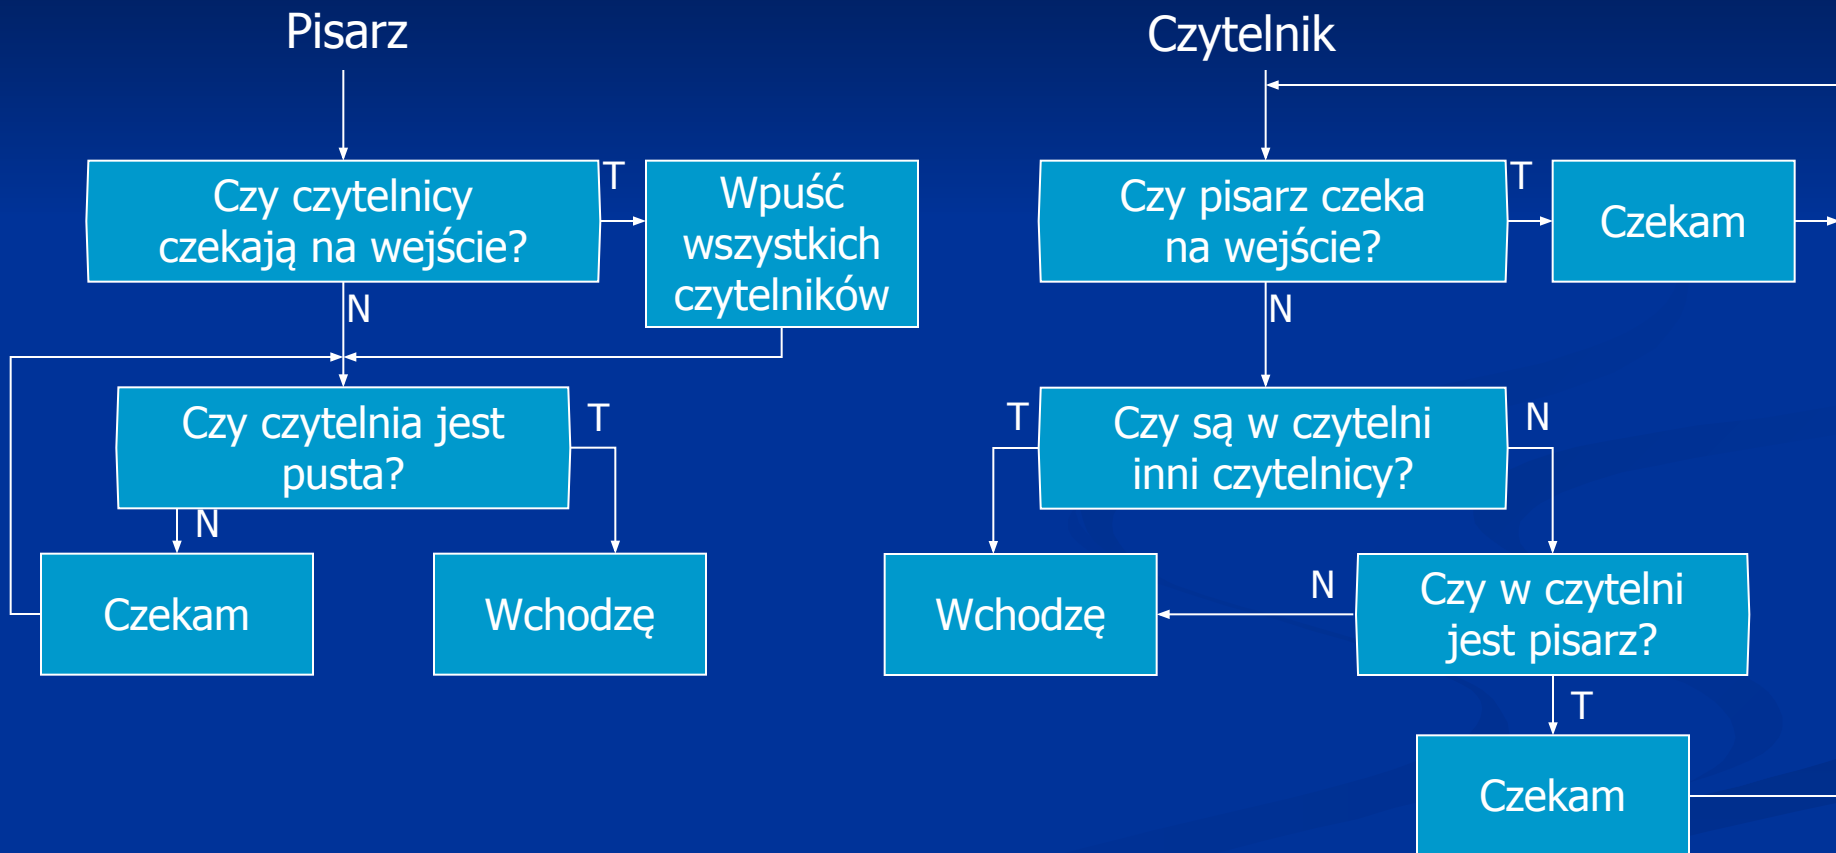 Pisarz
Czy czytelnicy
czekają na wejście?
T
Wpuść
wszystkich
czytelników
N
Czy czytelnia jest
pusta?
T
N
Czekam
Wchodzę
Czytelnik
Czy pisarz czeka
na wejście?
T
Czekam
N
T
Czy są w czytelni
inni czytelnicy?
N
Wchodzę
N
Czy w czytelni
jest pisarz?
T
Czekam